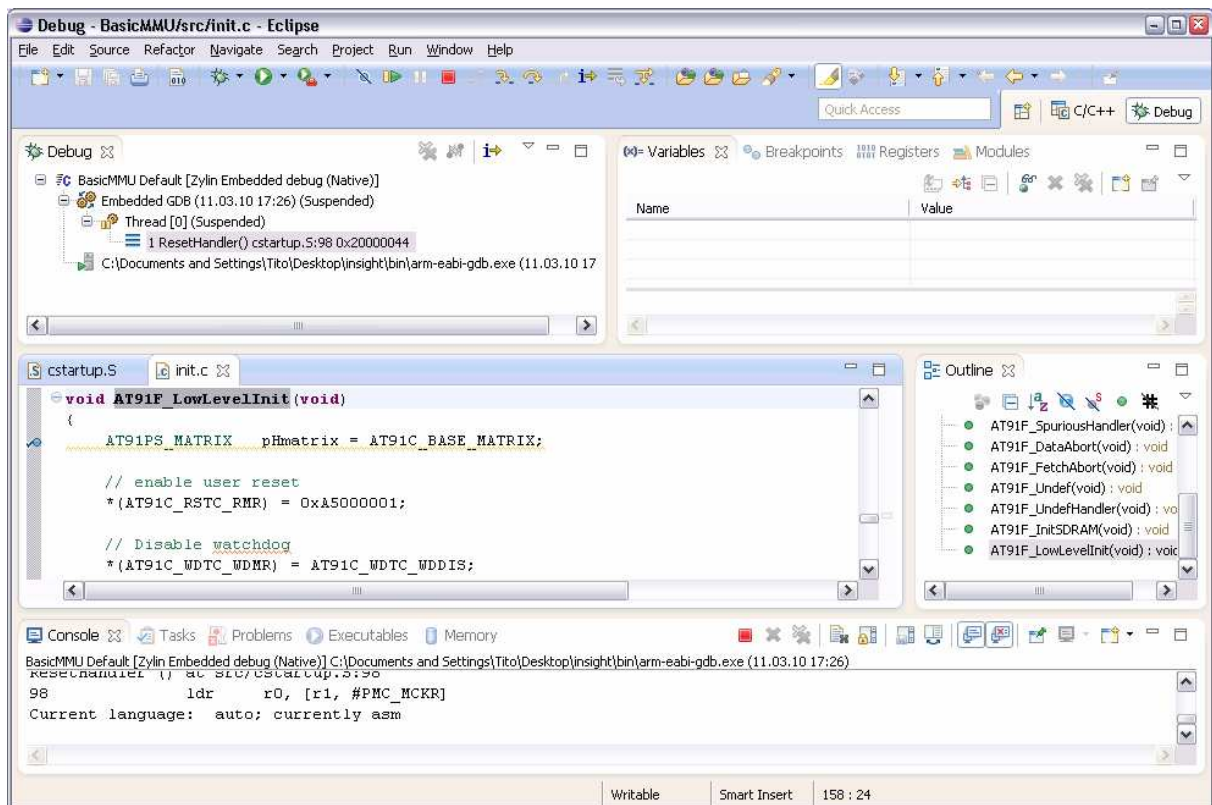 Debug - BasicMMU/src/init.c - Eclipse
File Edit Source Refactor Navigate Search Project Run Window Help
Quick Access
C/C++
Debug
Debug
BasicMMU Default [Zylin Embedded debug (Native)]
Embedded GDB (11.03.10 17:26) (Suspended)
Thread [0] (Suspended)
1 ResetHandler() cstartup.S:98 0x20000044
C:\Documents and Settings\Tito\Desktop\insight\bin\arm-eabi-gdb.exe (11.03.10 17
(x)= Variables Breakpoints Registers Modules
Name Value
cstartup.S init.c
void AT91F_LowLevelInit(void)
{
AT91PS_MATRIX pHmatrix = AT91C_BASE_MATRIX;
// enable user reset
*(AT91C_RSTC_RMR) = 0xA5000001;
// Disable watchdog
*(AT91C_WDTC_WDMR) = AT91C_WDTC_WDDIS;
Outline
AT91F_SpuriousHandler(void) :
AT91F_DataAbort(void) : void
AT91F_FetchAbort(void) : void
AT91F_Undef(void) : void
AT91F_UndefHandler(void) : vo
AT91F_InitSDRAM(void) : void
AT91F_LowLevelInit(void) : voic
Console Tasks Problems Executables Memory
BasicMMU Default [Zylin Embedded debug (Native)] C:\Documents and Settings\Tito\Desktop\insight\bin\arm-eabi-gdb.exe (11.03.10 17:26)
ResetHandler () at src/cstartup.S:98
98 ldr r0, [r1, #PMC_MCKR]
Current language: auto; currently asm
Writable Smart Insert 158 : 24